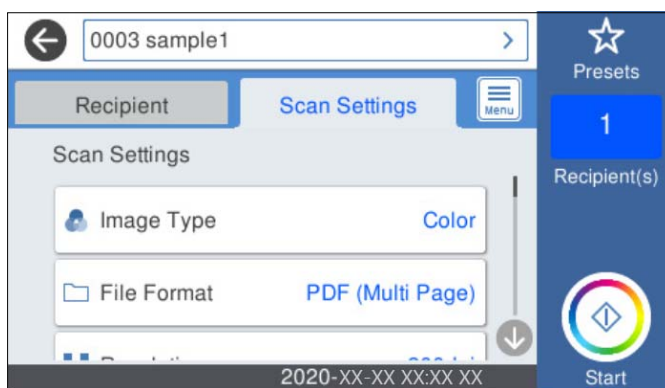 0003 sample1
Presets
Recipient
Scan Settings
Menu
1
Recipient(s)
Scan Settings
Image Type
Color
File Format
PDF (Multi Page)
2020-XX-XX XX:XX XX
Start